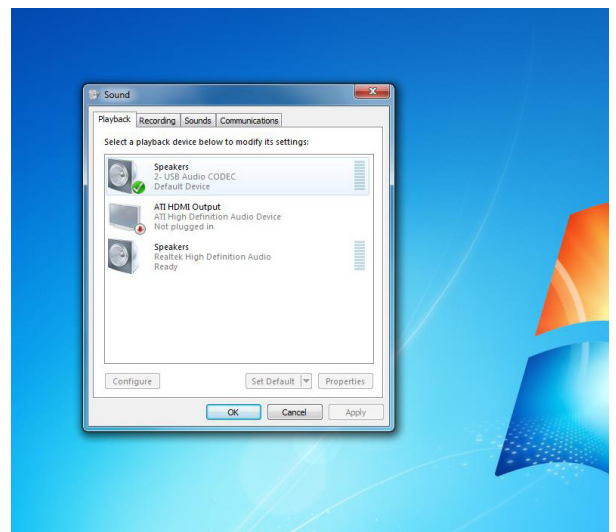 Sound
Playback Recording Sounds Communications
Select a playback device below to modify its settings:
Speakers
2- USB Audio CODEC
Default Device
ATI HDMI Output
ATI High Definition Audio Device
Not plugged in
Speakers
Realtek High Definition Audio
Ready
Configure Set Default Properties
OK Cancel Apply